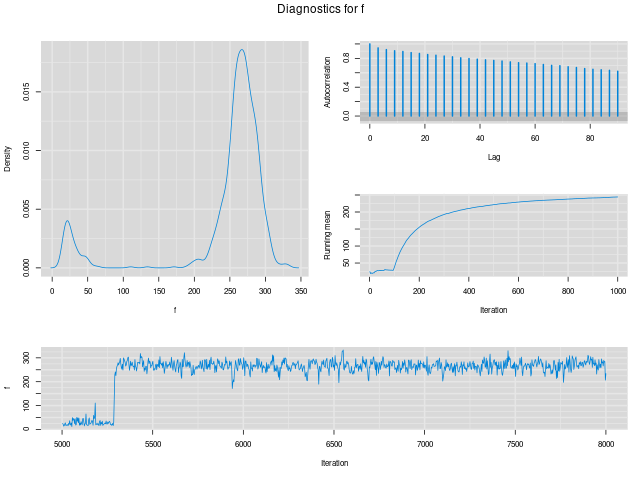 Diagnostics for f
Density
0.000 0.005 0.010 0.015
0 50 100 150 200 250 300 350
f
Autocorrelation
0.0 0.4 0.8
0 20 40 60 80
Lag
Running mean
50 100 200
0 200 400 600 800 1000
Iteration
f
0 100 200 300
5000 5500 6000 6500 7000 7500 8000
Iteration